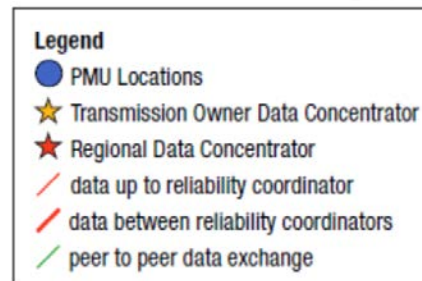 Legend
PMU Locations
Transmission Owner Data Concentrator
Regional Data Concentrator
data up to reliability coordinator
data between reliability coordinators
peer to peer data exchange